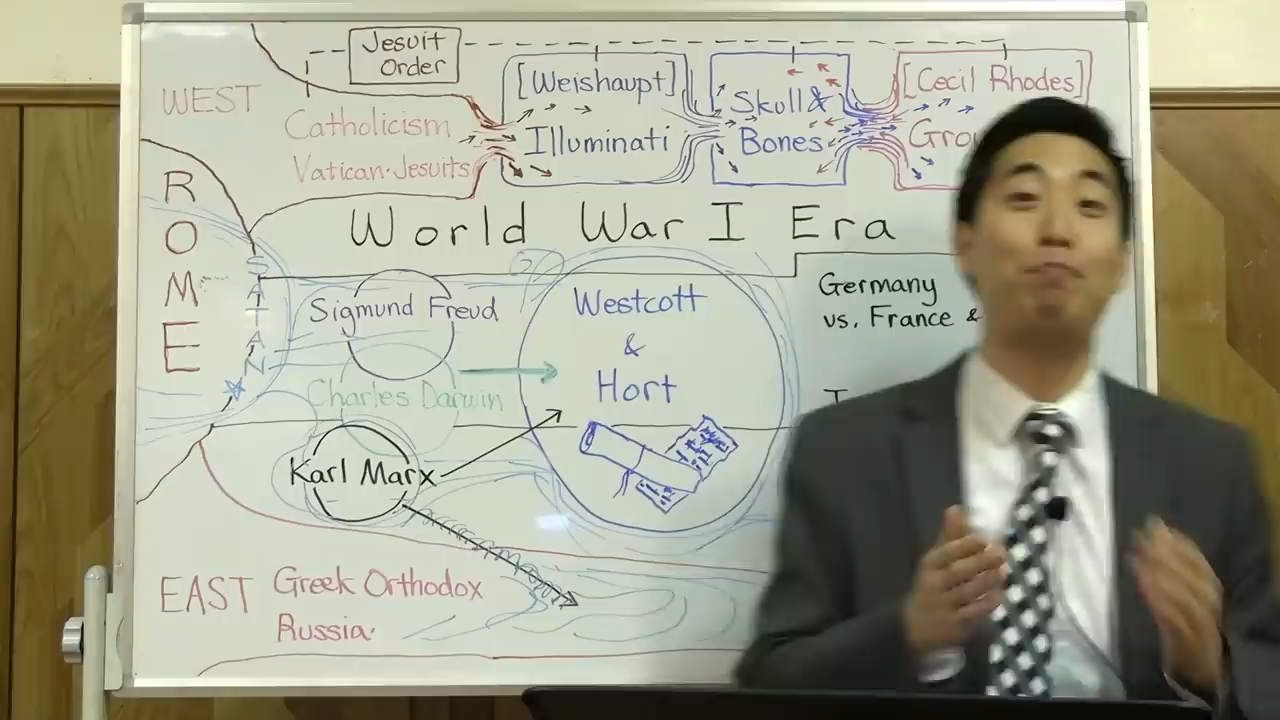 Jesuit
Order
WEST
Catholicism
Vatican·Jesuits
[Weishaupt]
Illuminati
Skull &
Bones
[Cecil Rhodes]
ROME
SATAN
World War I Era
Sigmund Freud
Charles Darwin
Karl Marx
Westcott
&
Hort
Germany
vs. France &
EAST
Greek Orthodox
Russia·